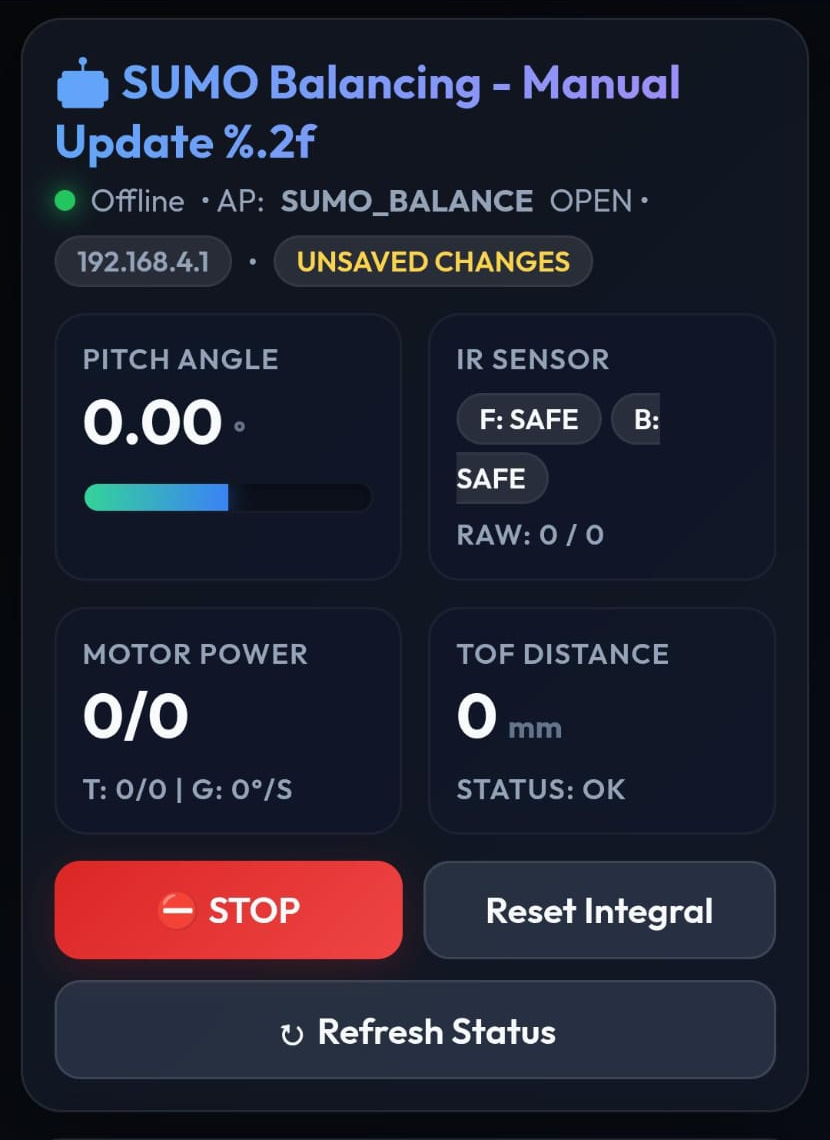 🤖 SUMO Balancing - Manual
Update %.2f
Offline • AP: SUMO_BALANCE OPEN •
192.168.4.1 • UNSAVED CHANGES
PITCH ANGLE
0.00 °
IR SENSOR
F: SAFE B:
SAFE
RAW: 0 / 0
MOTOR POWER
0/0
T: 0/0 | G: 0°/S
TOF DISTANCE
0 mm
STATUS: OK
⛔ STOP
Reset Integral
↻ Refresh Status